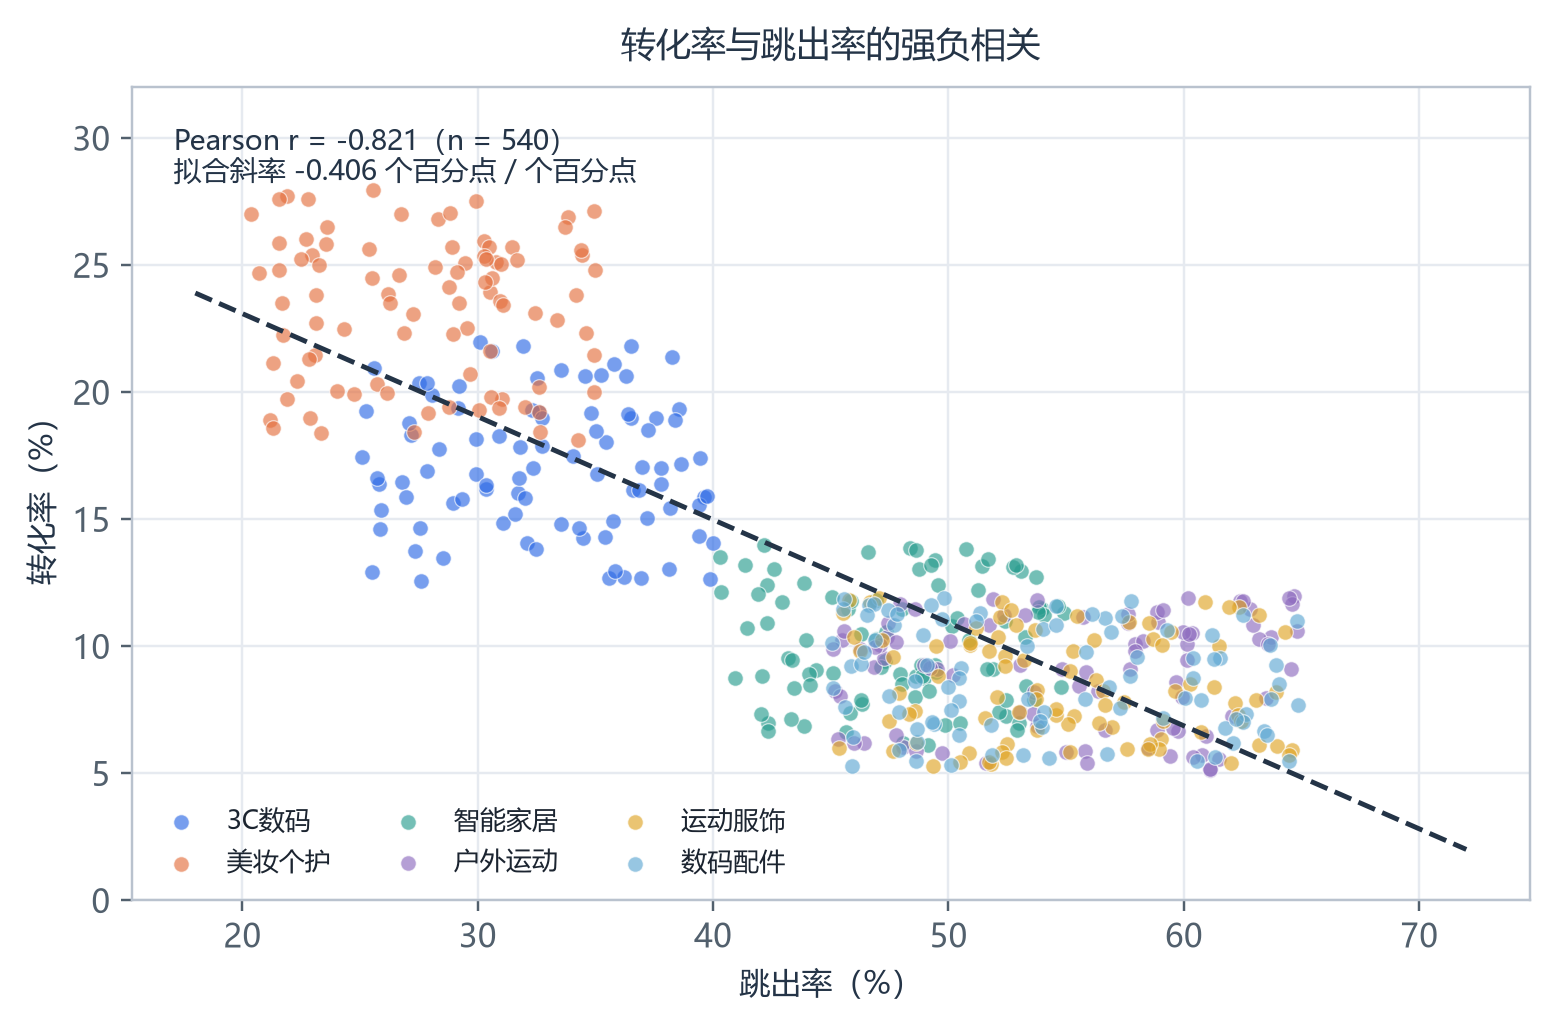 转化率与跳出率的强负相关
Pearson r = -0.821（n = 540）
拟合斜率 -0.406 个百分点 / 个百分点
转化率（%）
30
25
20
15
10
5
0
3C数码
智能家居
运动服饰
美妆个护
户外运动
数码配件
20
30
40
50
60
70
跳出率（%）